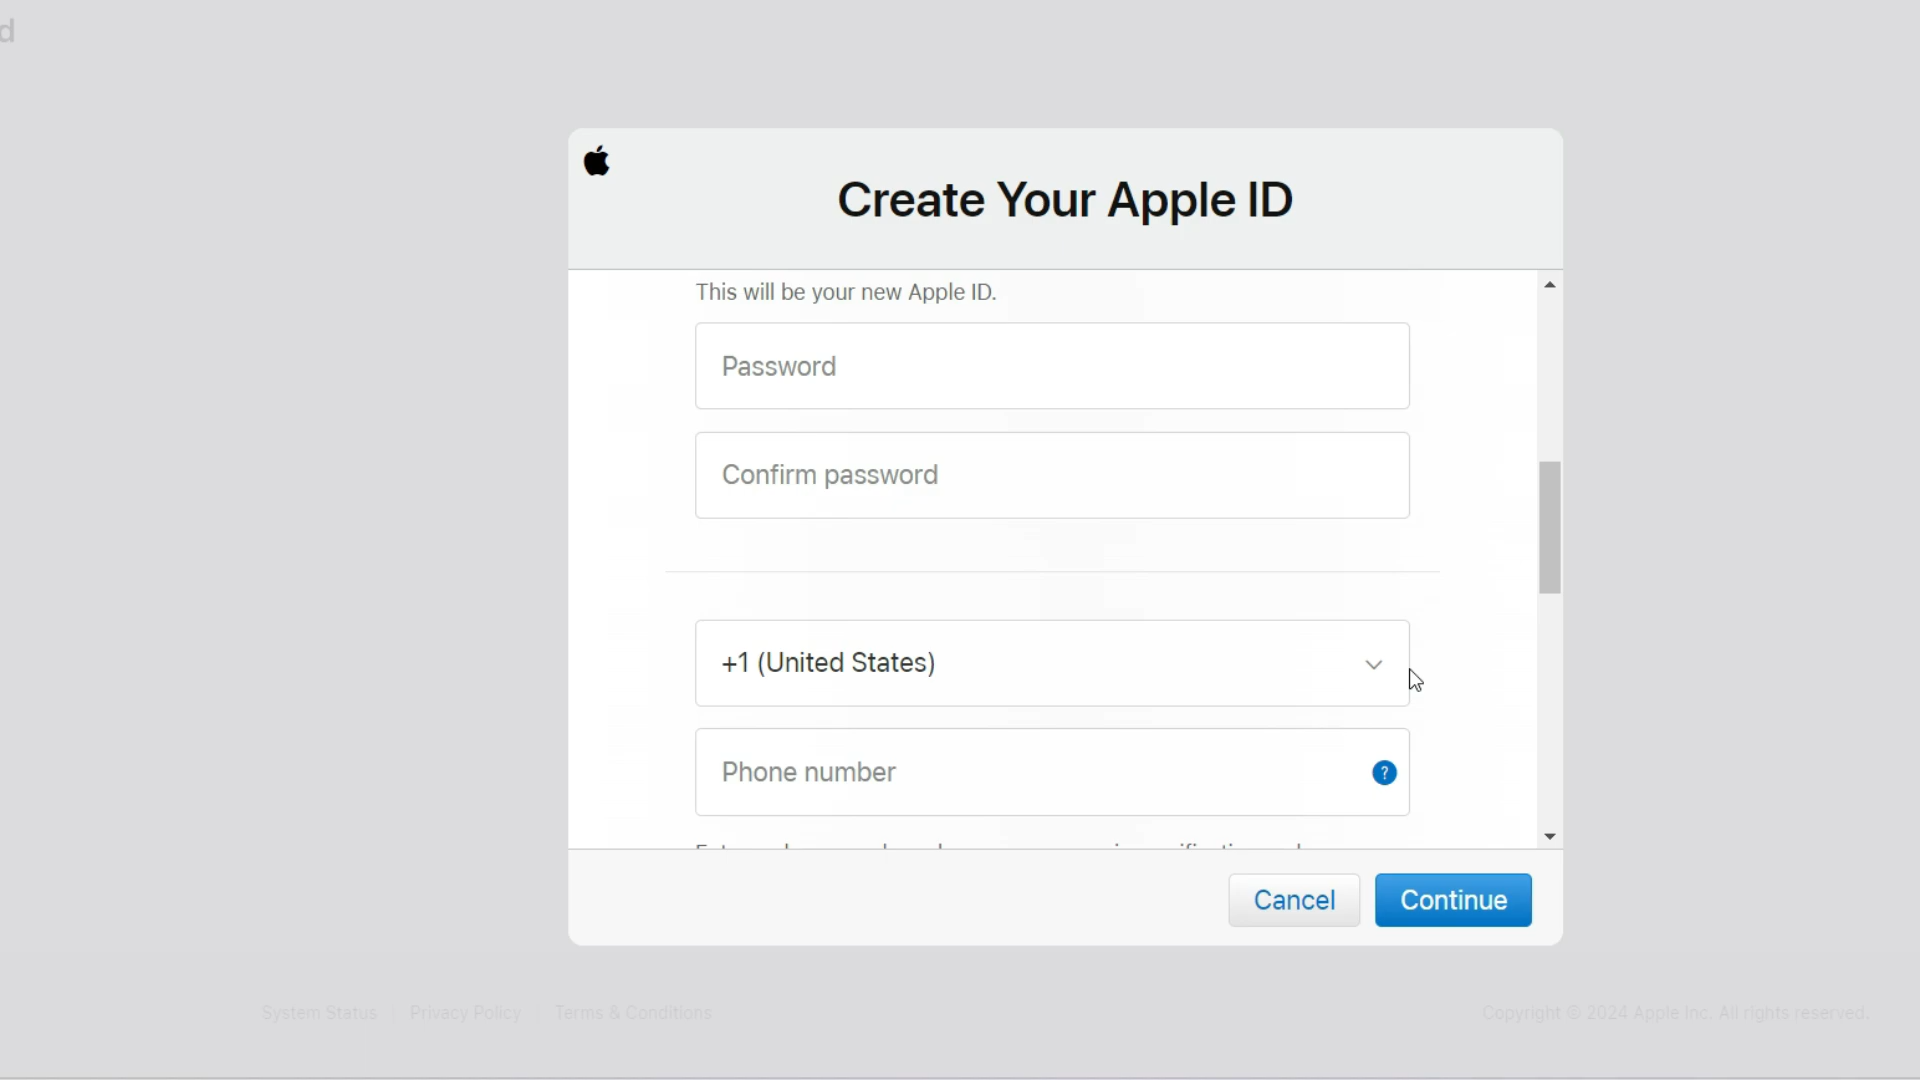 d
Create Your Apple ID
This will be your new Apple ID.
Password
Confirm password
+1 (United States)
Phone number
?
Cancel
Continue
System Status
Privacy Policy
Terms & Conditions
Copyright © 2024 Apple Inc. All rights reserved.